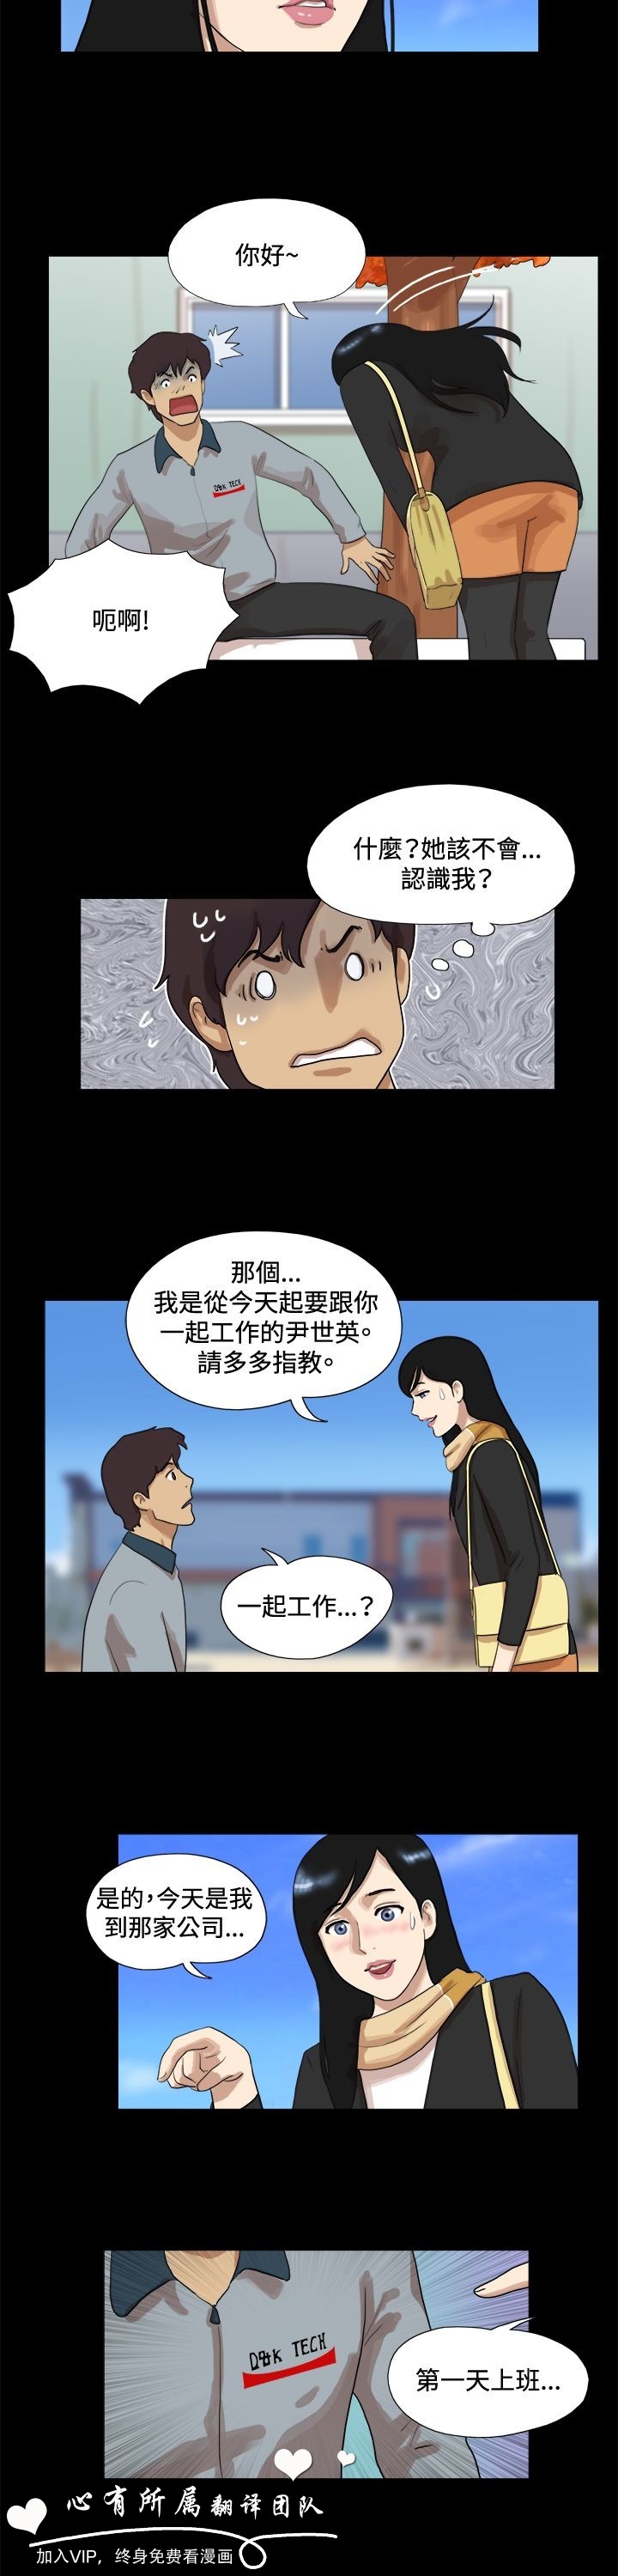 你好~
D&K TECH
呃啊!
什麼?她該不會...
認識我?
那個...
我是從今天起要跟你
一起工作的尹世英。
請多多指教。
一起工作...?
是的,今天是我
到那家公司...
D&K TECH
第一天上班...
心有所属翻译团队
加入VIP，终身免费看漫画